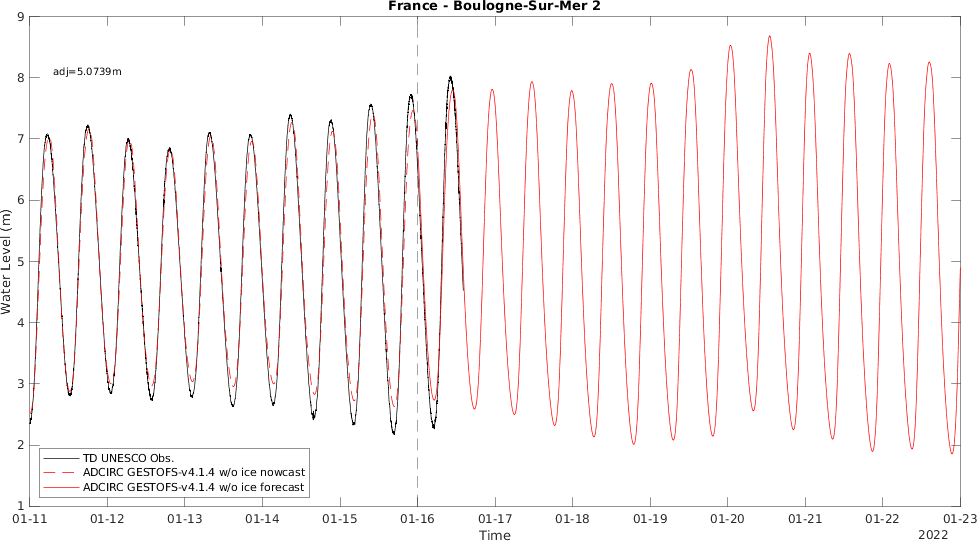 France - Boulogne-Sur-Mer 2
9
8
7
6
5
4
3
2
1
Water Level (m)
adj=5.0739m
TD UNESCO Obs.
ADCIRC GESTOFS-v4.1.4 w/o ice nowcast
ADCIRC GESTOFS-v4.1.4 w/o ice forecast
01-11 01-12 01-13 01-14 01-15 01-16 01-17 01-18 01-19 01-20 01-21 01-22 01-23
Time
2022